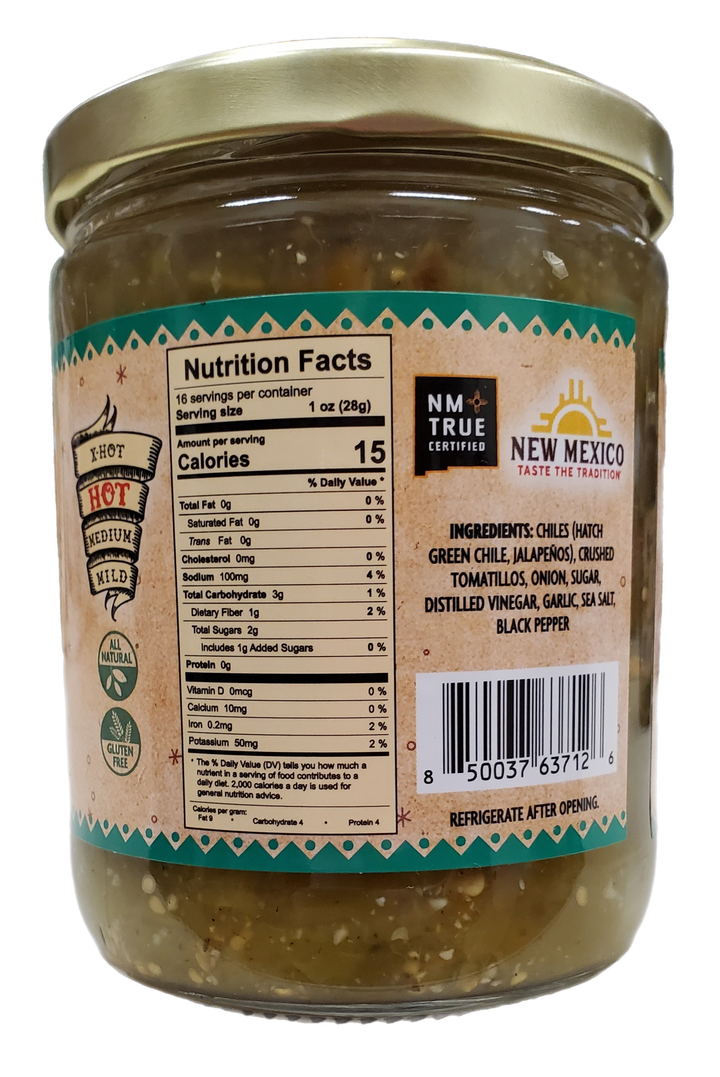 X·HOT
HOT
MEDIUM
MILD
ALL
NATURAL
GLUTEN
FREE
Nutrition Facts
16 servings per container
Serving size 1 oz (28g)
Amount per serving
Calories 15
% Daily Value *
Total Fat 0g 0 %
Saturated Fat 0g 0 %
Trans Fat 0g
Cholesterol 0mg 0 %
Sodium 100mg 4 %
Total Carbohydrate 3g 1 %
Dietary Fiber 1g 2 %
Total Sugars 2g
Includes 1g Added Sugars 0 %
Protein 0g
Vitamin D 0mcg 0 %
Calcium 10mg 0 %
Iron 0.2mg 2 %
Potassium 50mg 2 %
* The % Daily Value (DV) tells you how much a
nutrient in a serving of food contributes to a
daily diet. 2,000 calories a day is used for
general nutrition advice.
Calories per gram:
Fat 9 • Carbohydrate 4 • Protein 4
NM
TRUE
CERTIFIED
NEW MEXICO
TASTE THE TRADITION
INGREDIENTS: CHILES (HATCH
GREEN CHILE, JALAPEÑOS), CRUSHED
TOMATILLOS, ONION, SUGAR,
DISTILLED VINEGAR, GARLIC, SEA SALT,
BLACK PEPPER
8 50037 63712 6
REFRIGERATE AFTER OPENING.